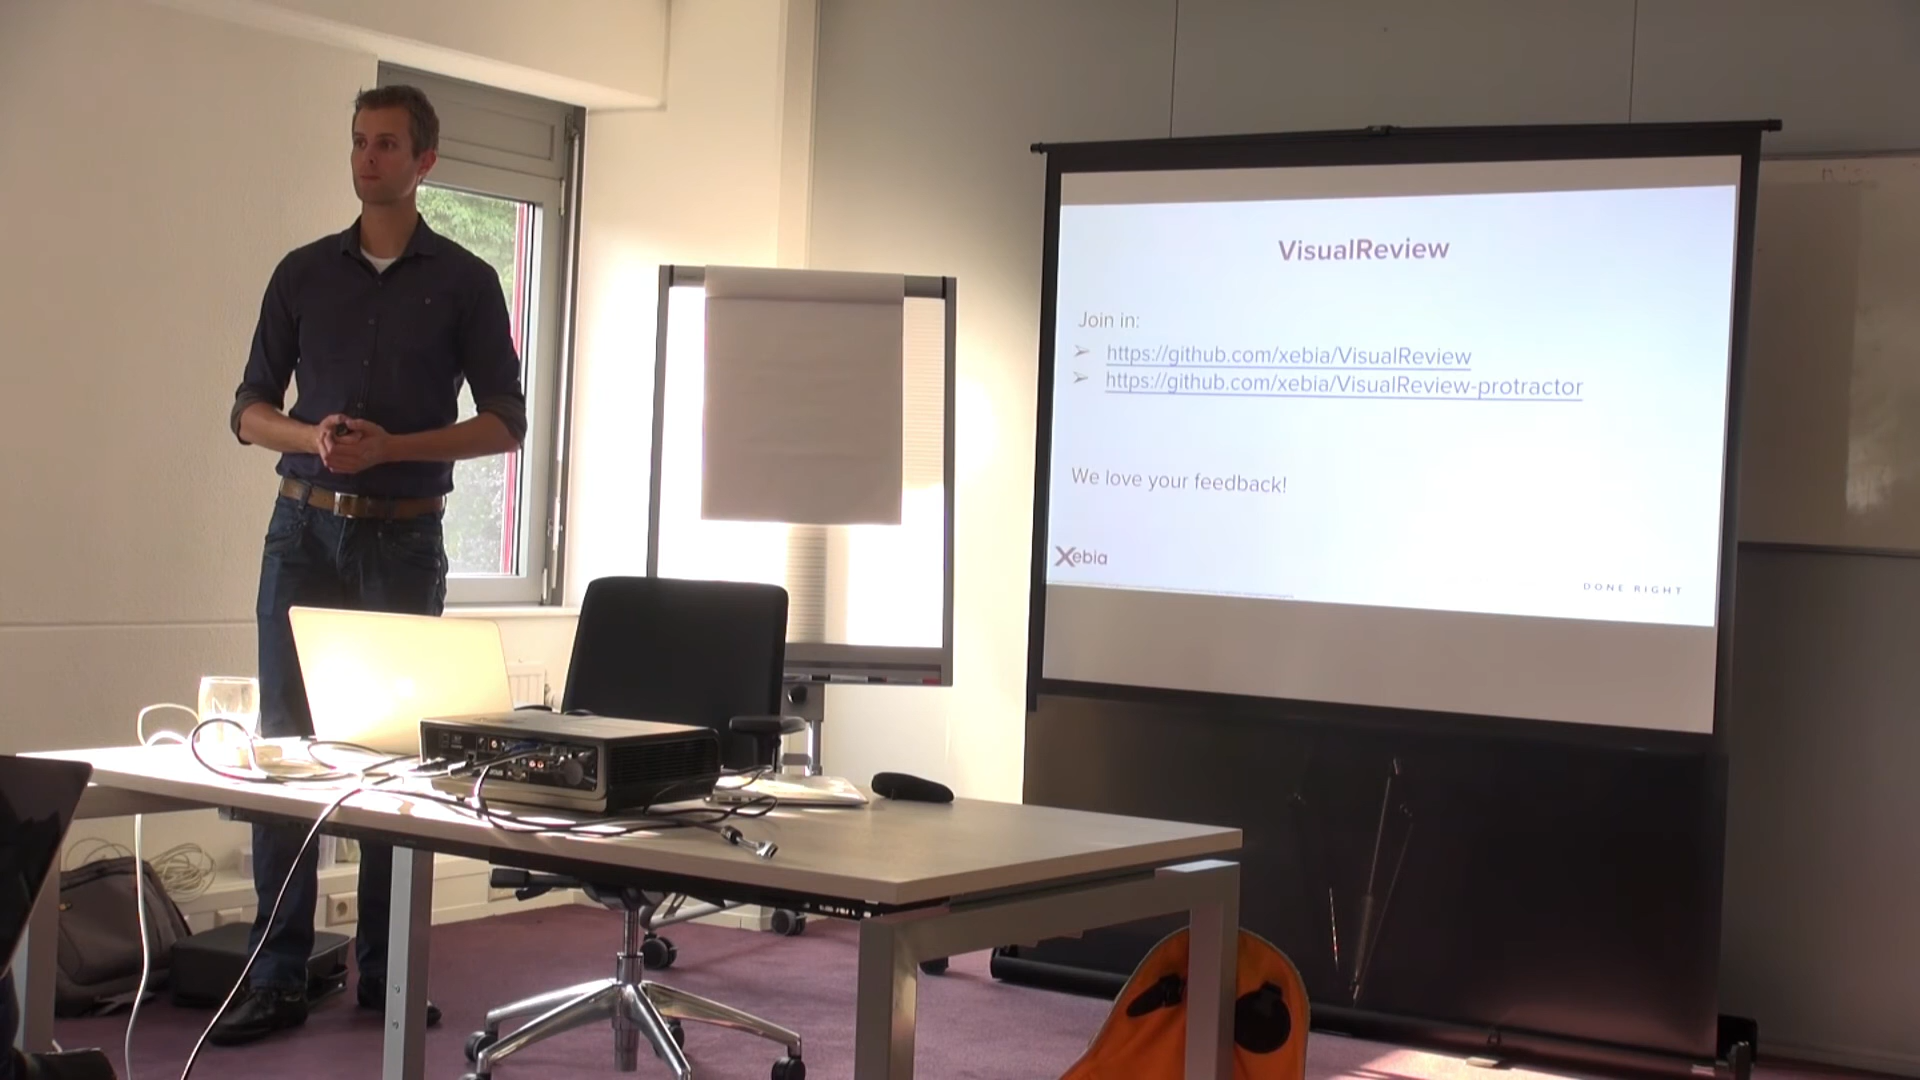 VisualReview
Join in:
https://github.com/xebia/VisualReview
https://github.com/xebia/VisualReview-protractor
We love your feedback!
Xebia
DONE RIGHT